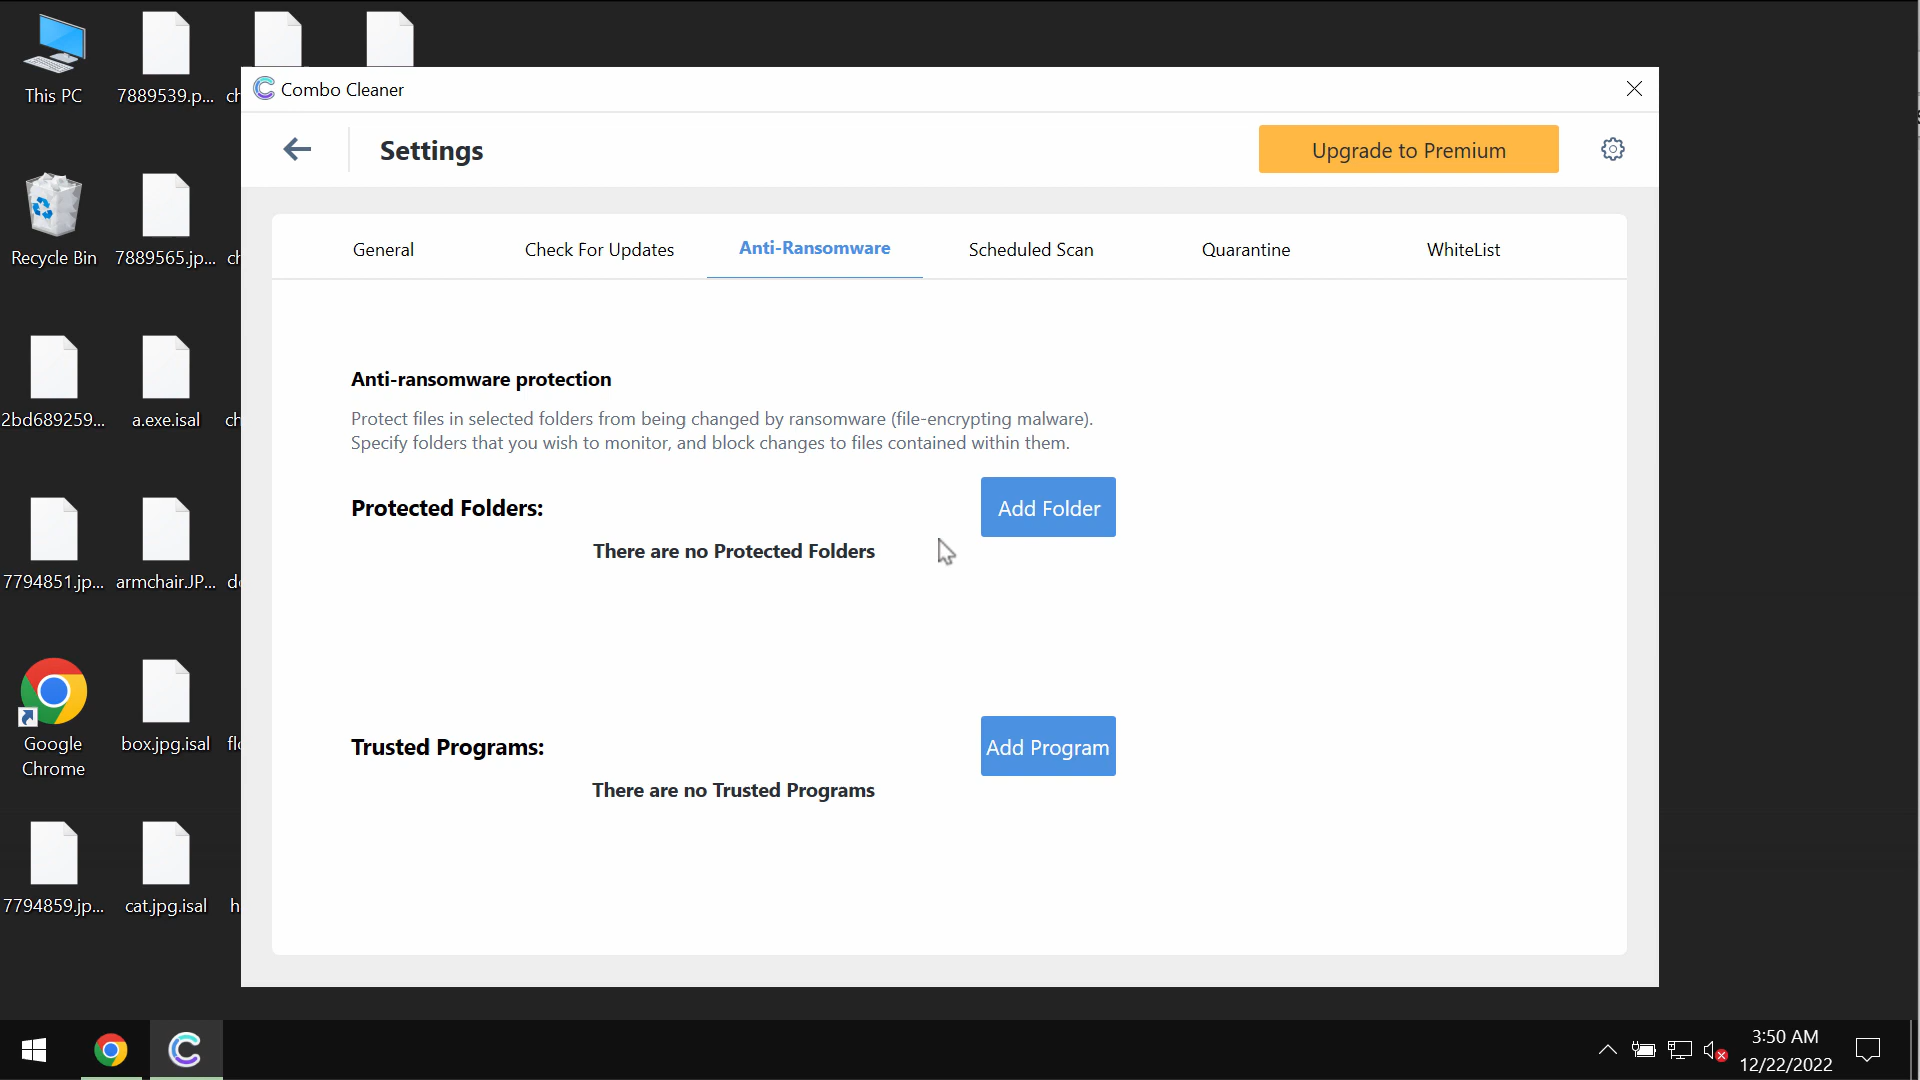 This PC
7889539.p...
Combo Cleaner
Settings
Upgrade to Premium
Recycle Bin
7889565.jp...
General
Check For Updates
Anti-Ransomware
Scheduled Scan
Quarantine
WhiteList
Anti-ransomware protection
Protect files in selected folders from being changed by ransomware (file-encrypting malware).
Specify folders that you wish to monitor, and block changes to files contained within them.
2bd689259...
a.exe.isal
Protected Folders:
Add Folder
There are no Protected Folders
7794851.jp...
armchair.JP...
Trusted Programs:
Add Program
There are no Trusted Programs
Google
Chrome
box.jpg.isal
7794859.jp...
cat.jpg.isal
3:50 AM
12/22/2022